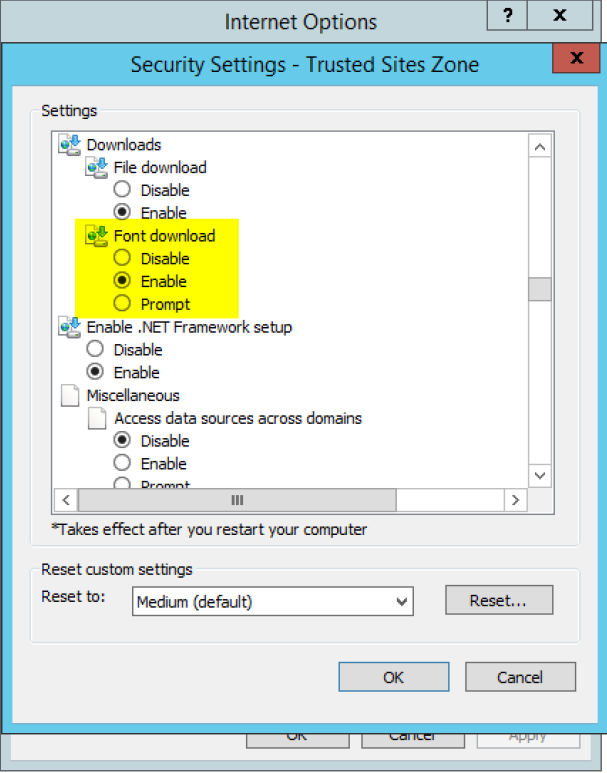 Internet Options
?
x
Security Settings - Trusted Sites Zone
x
Settings
Downloads
File download
Disable
Enable
Font download
Disable
Enable
Prompt
Enable .NET Framework setup
Disable
Enable
Miscellaneous
Access data sources across domains
Disable
Enable
Prompt
*Takes effect after you restart your computer
Reset custom settings
Reset to:
Medium (default)
Reset...
OK
Cancel
OK
Cancel
Apply